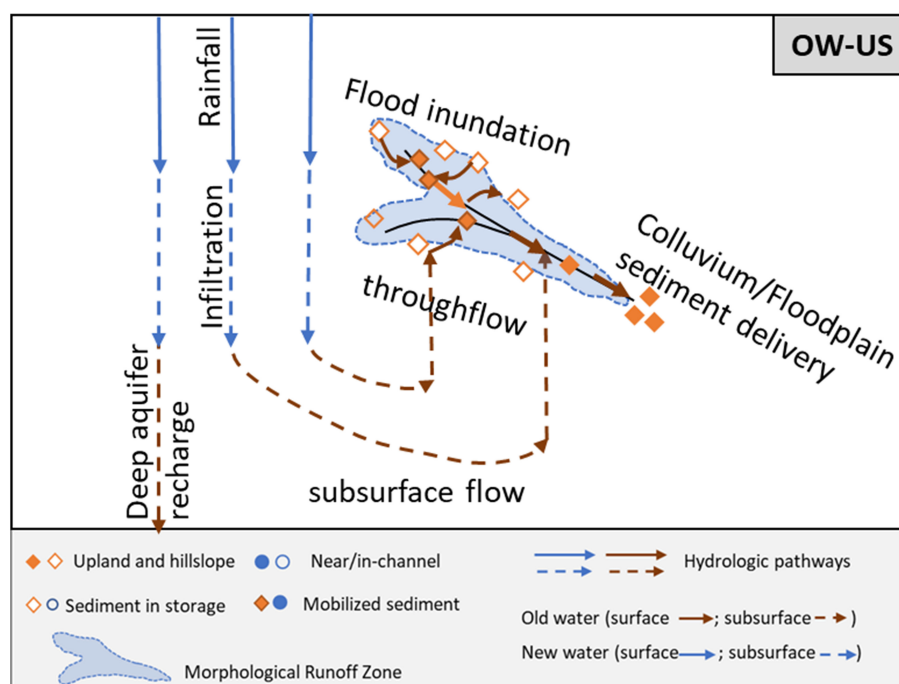 OW-US
Rainfall
Flood inundation
Infiltration
Colluvium/Floodplain
sediment delivery
throughflow
Deep aquifer
recharge
subsurface flow
Upland and hillslope
Near/in-channel
Hydrologic pathways
Sediment in storage
Mobilized sediment
Old water (surface ; subsurface )
New water (surface ; subsurface )
Morphological Runoff Zone